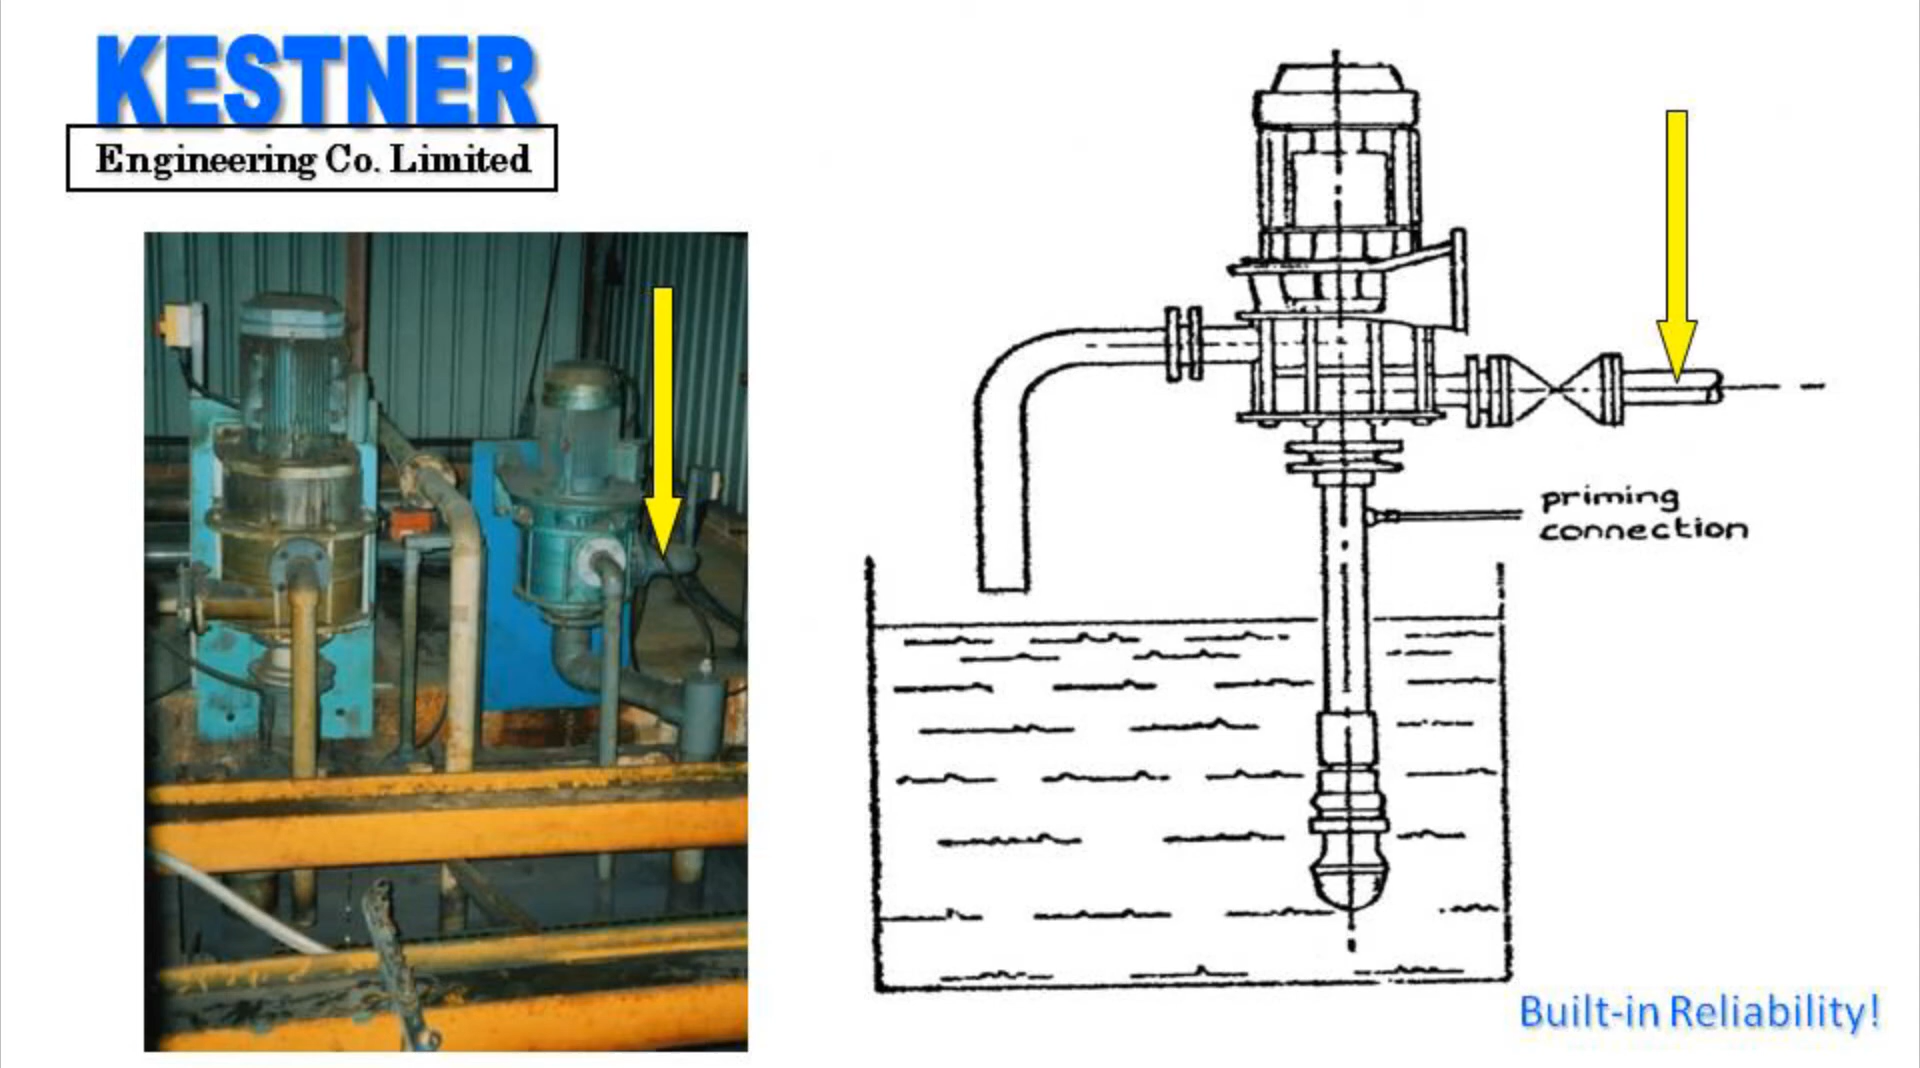 KESTNER
Engineering Co. Limited
priming
connection
Built-in Reliability!